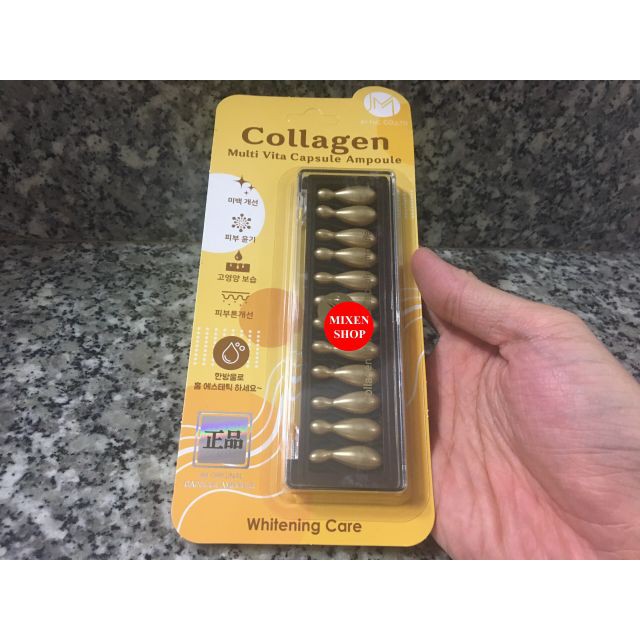 JM
Collagen
Multi Vita Capsule Ampoule
미백 개선
피부 윤기
고영양 보습
피부톤개선
한방울로
홈 에스테틱 하세요~
MIXEN
SHOP
ollagen
正品
Whitening Care